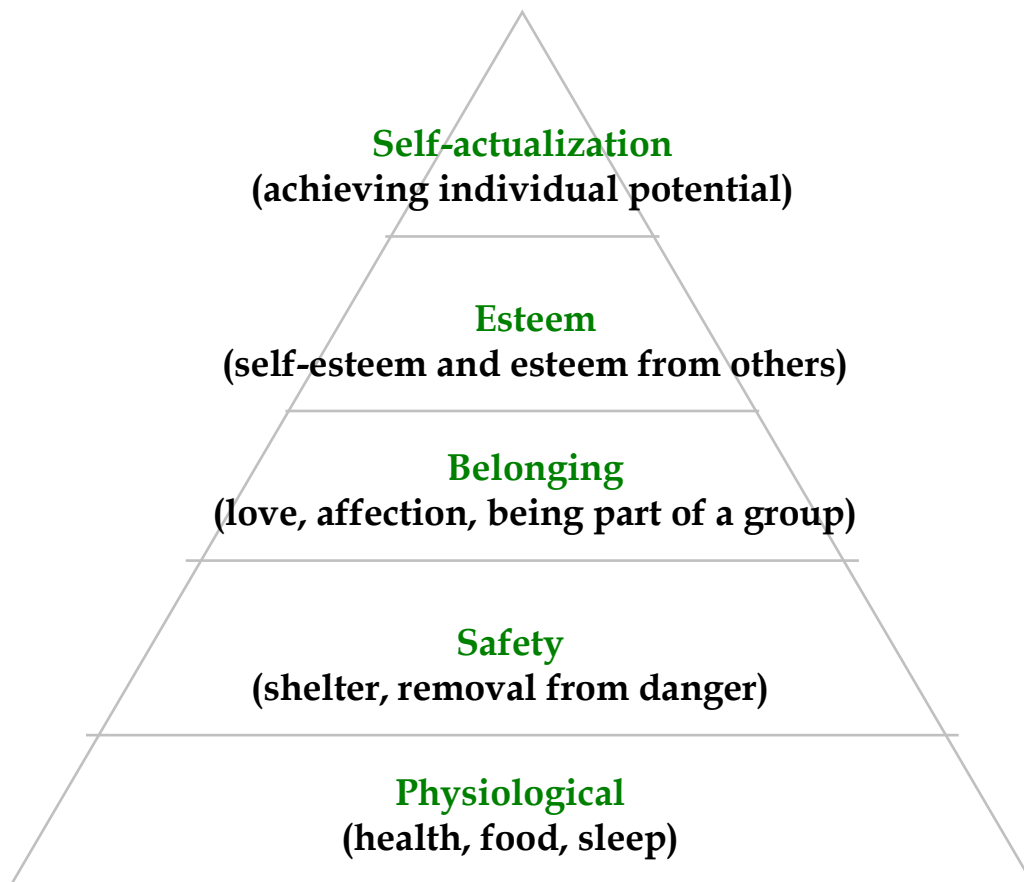 Self-actualization
(achieving individual potential)
Esteem
(self-esteem and esteem from others)
Belonging
(love, affection, being part of a group)
Safety
(shelter, removal from danger)
Physiological
(health, food, sleep)